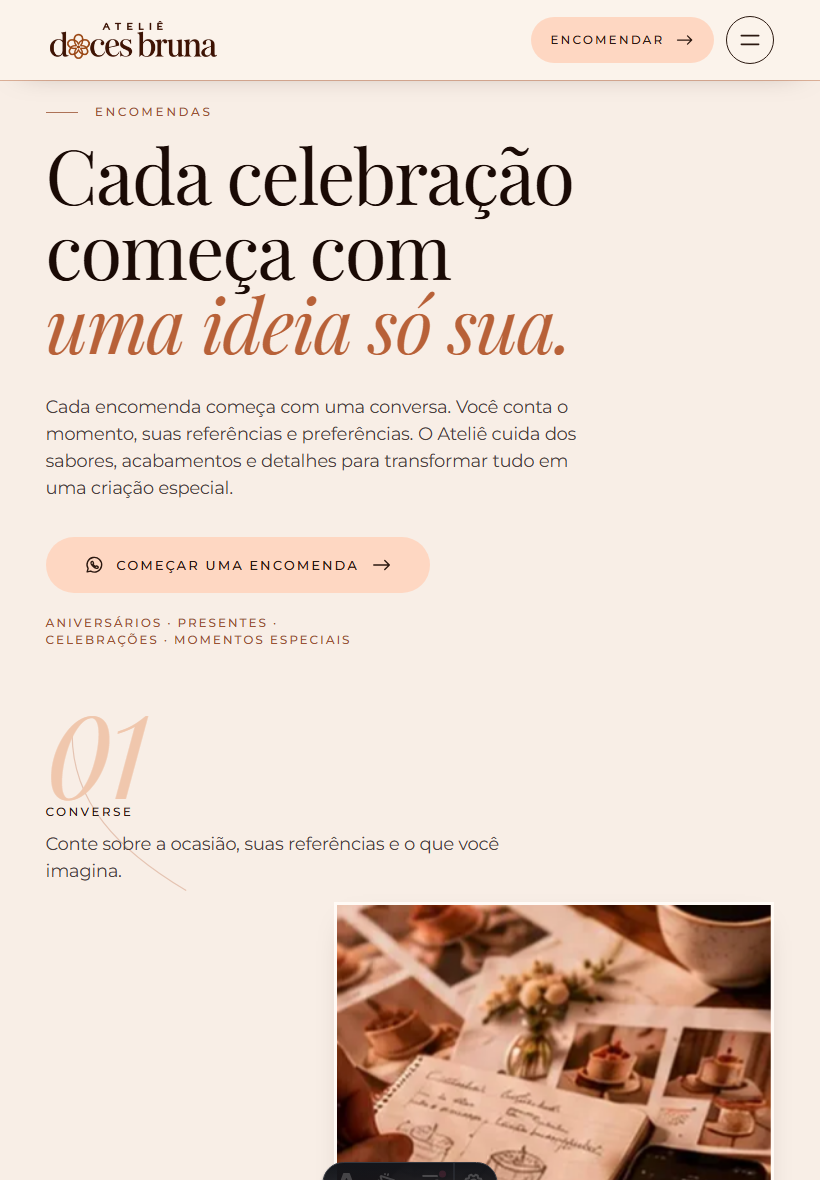 ATELIÊ
doces bruna
ENCOMENDAR
ENCOMENDAS
Cada celebração
começa com
uma ideia só sua.
Cada encomenda começa com uma conversa. Você conta o
momento, suas referências e preferências. O Ateliê cuida dos
sabores, acabamentos e detalhes para transformar tudo em
uma criação especial.
COMEÇAR UMA ENCOMENDA
ANIVERSÁRIOS · PRESENTES ·
CELEBRAÇÕES · MOMENTOS ESPECIAIS
01
CONVERSE
Conte sobre a ocasião, suas referências e o que você
imagina.